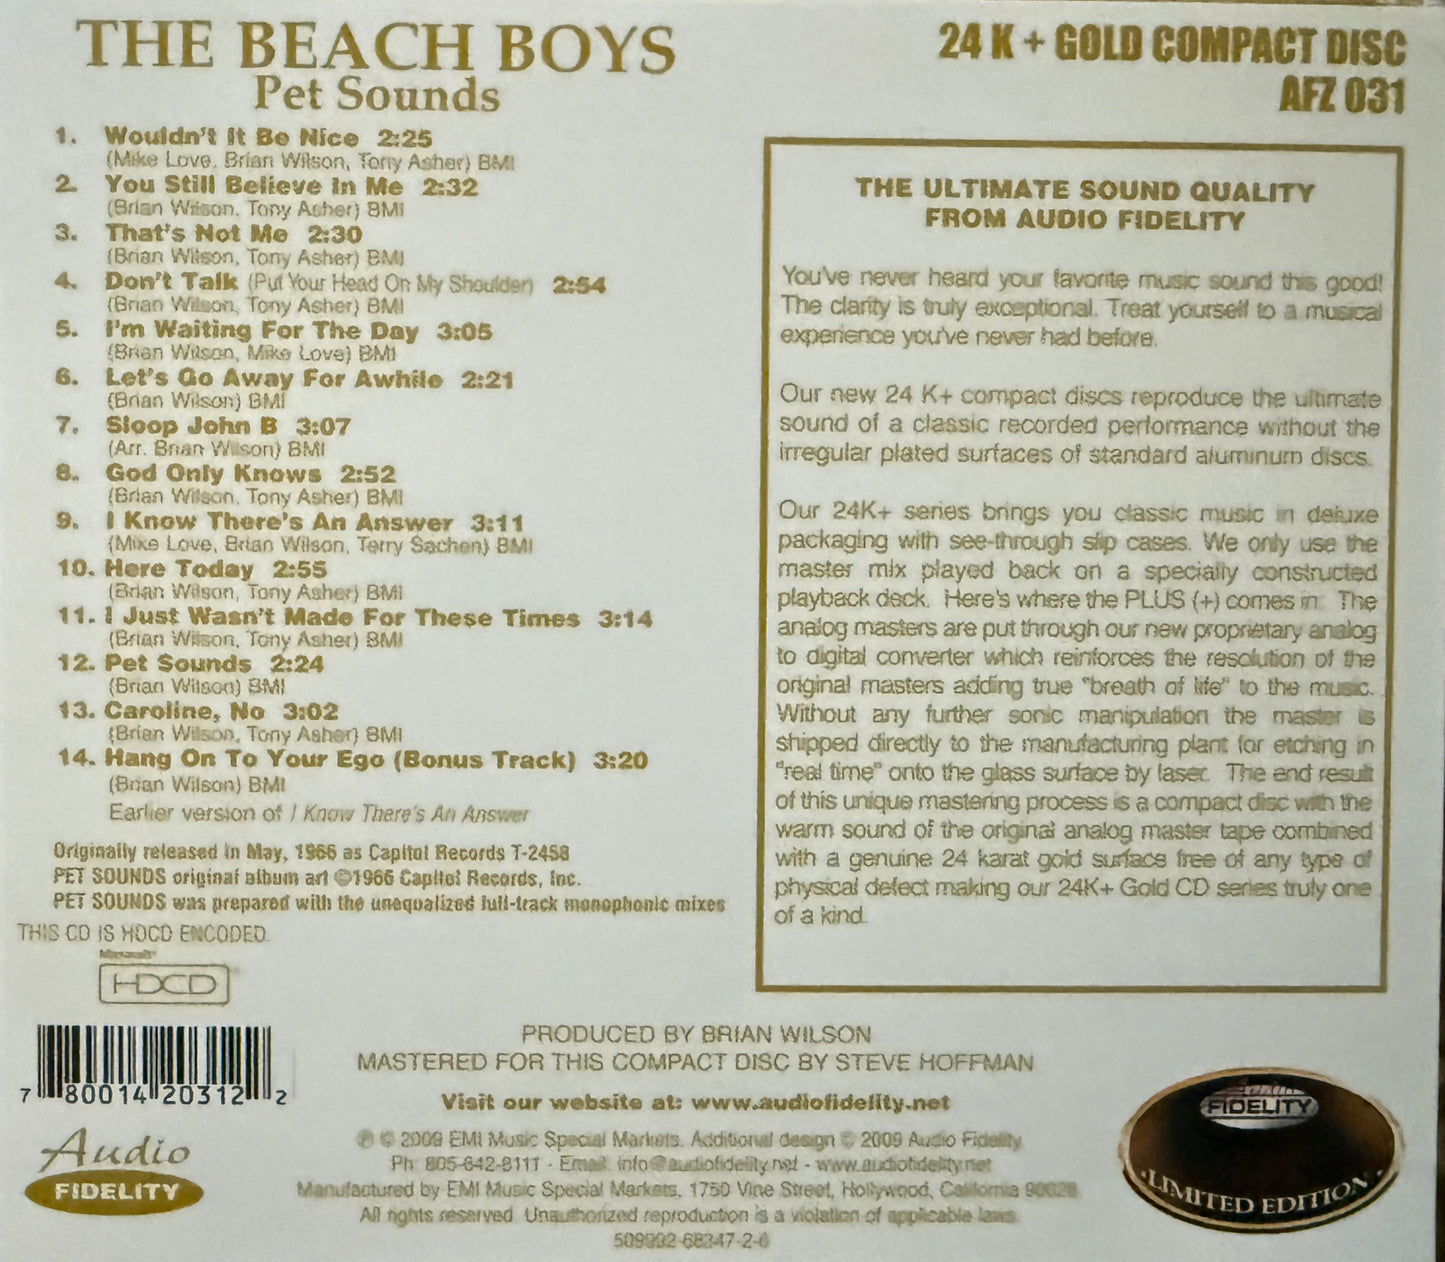 THE BEACH BOYS
Pet Sounds
24 K + GOLD COMPACT DISC
AFZ 031
1. Wouldn't It Be Nice 2:25
(Mike Love, Brian Wilson, Tony Asher) BMI
2. You Still Believe In Me 2:32
(Brian Wilson, Tony Asher) BMI
3. That's Not Me 2:30
(Brian Wilson, Tony Asher) BMI
4. Don't Talk (Put Your Head On My Shoulder) 2:54
(Brian Wilson, Tony Asher) BMI
5. I'm Waiting For The Day 3:05
(Brian Wilson, Mike Love) BMI
6. Let's Go Away For Awhile 2:21
(Brian Wilson) BMI
7. Sloop John B 3:07
(Arr. Brian Wilson) BMI
8. God Only Knows 2:52
(Brian Wilson, Tony Asher) BMI
9. I Know There's An Answer 3:11
(Mike Love, Brian Wilson, Terry Sachen) BMI
10. Here Today 2:55
(Brian Wilson, Tony Asher) BMI
11. I Just Wasn't Made For These Times 3:14
(Brian Wilson, Tony Asher) BMI
12. Pet Sounds 2:24
(Brian Wilson) BMI
13. Caroline, No 3:02
(Brian Wilson, Tony Asher) BMI
14. Hang On To Your Ego (Bonus Track) 3:20
(Brian Wilson) BMI
Earlier version of I Know There's An Answer
Originally released in May, 1966 as Capitol Records T-2458
PET SOUNDS original album art ©1966 Capitol Records, Inc.
PET SOUNDS was prepared with the unequalized full-track monophonic mixes
THIS CD IS HDCD ENCODED
Microsoft
HDCD
THE ULTIMATE SOUND QUALITY
FROM AUDIO FIDELITY
You've never heard your favorite music sound this good!
The clarity is truly exceptional. Treat yourself to a musical
experience you've never had before.
Our new 24 K+ compact discs reproduce the ultimate
sound of a classic recorded performance without the
irregular plated surfaces of standard aluminum discs.
Our 24K+ series brings you classic music in deluxe
packaging with see-through slip cases. We only use the
master mix played back on a specially constructed
playback deck. Here's where the PLUS (+) comes in. The
analog masters are put through our new proprietary analog
to digital converter which reinforces the resolution of the
original masters adding true "breath of life" to the music.
Without any further sonic manipulation the master is
shipped directly to the manufacturing plant for etching in
"real time" onto the glass surface by laser. The end result
of this unique mastering process is a compact disc with the
warm sound of the original analog master tape combined
with a genuine 24 karat gold surface free of any type of
physical defect making our 24K+ Gold CD series truly one
of a kind.
7 80014 20312 2
Audio
FIDELITY
PRODUCED BY BRIAN WILSON
MASTERED FOR THIS COMPACT DISC BY STEVE HOFFMAN
Visit our website at: www.audiofidelity.net
℗ © 2009 EMI Music Special Markets. Additional design © 2009 Audio Fidelity
Ph: 805-642-8111 - Email: info@audiofidelity.net - www.audiofidelity.net
Manufactured by EMI Music Special Markets, 1750 Vine Street, Hollywood, California 90028
All rights reserved. Unauthorized reproduction is a violation of applicable laws.
509992-68347-2-
Audio
FIDELITY
·LIMITED EDITION·